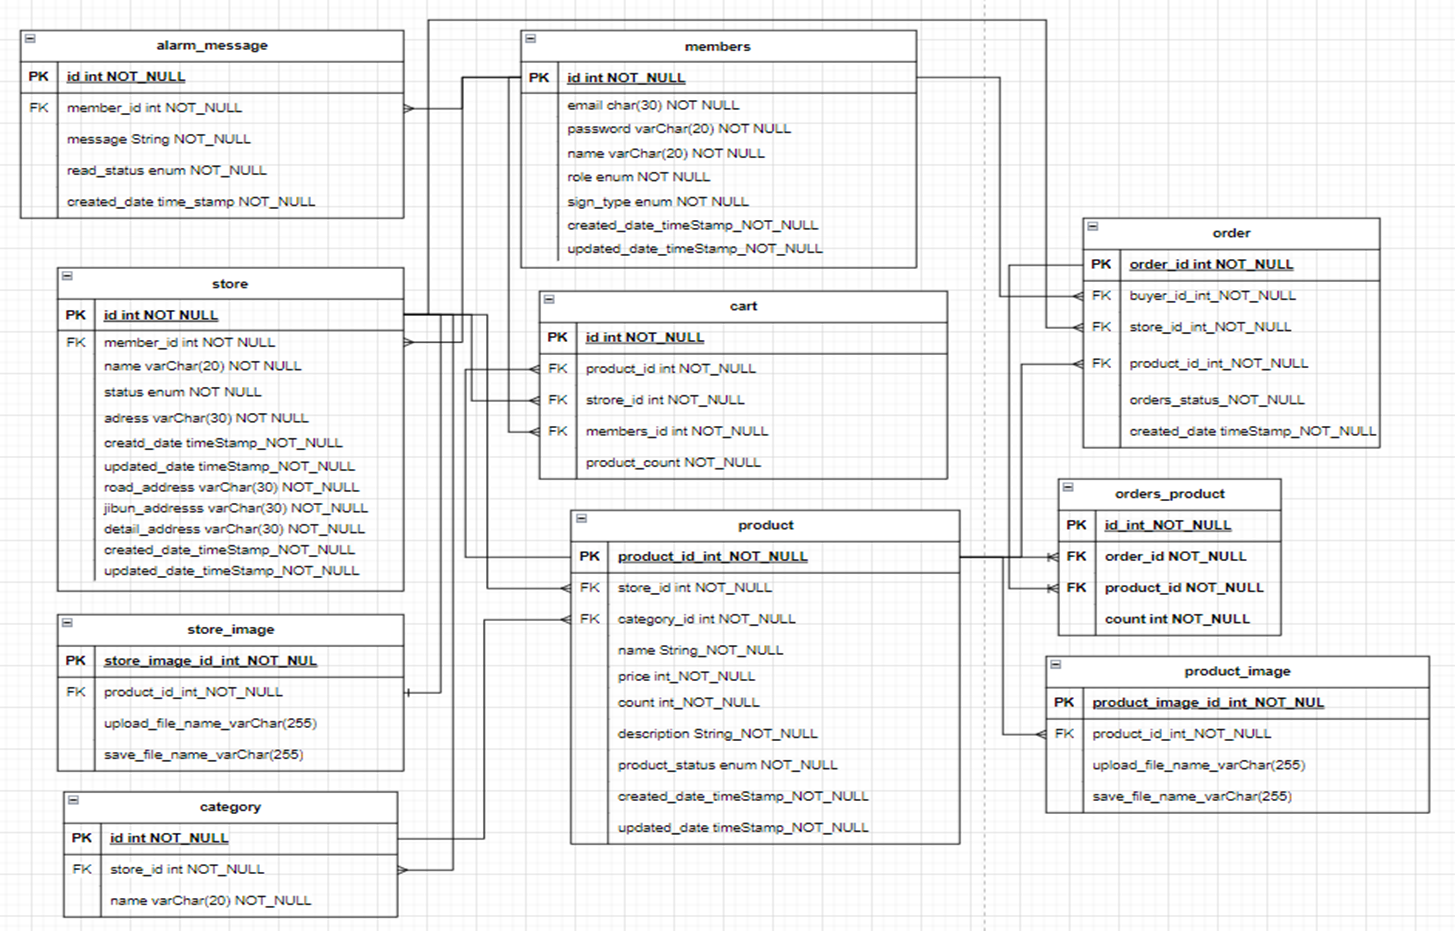 alarm_message
PK id int NOT_NULL
FK member_id int NOT_NULL
message String NOT_NULL
read_status enum NOT_NULL
created_date time_stamp NOT_NULL
members
PK id int NOT_NULL
email char(30) NOT NULL
password varChar(20) NOT NULL
name varChar(20) NOT NULL
role enum NOT NULL
sign_type enum NOT NULL
created_date_timeStamp_NOT_NULL
updated_date_timeStamp_NOT_NULL
store
PK id int NOT NULL
FK member_id int NOT NULL
name varChar(20) NOT NULL
status enum NOT NULL
adress varChar(30) NOT NULL
creatd_date timeStamp_NOT_NULL
updated_date timeStamp_NOT_NULL
road_address varChar(30) NOT_NULL
jibun_addresss varChar(30) NOT_NULL
detail_address varChar(30) NOT_NULL
created_date_timeStamp_NOT_NULL
updated_date_timeStamp_NOT_NULL
cart
PK id int NOT_NULL
FK product_id int NOT_NULL
FK strore_id int NOT_NULL
FK members_id int NOT_NULL
product_count NOT_NULL
order
PK order_id int NOT_NULL
FK buyer_id_int_NOT_NULL
FK store_id_int NOT_NULL
FK product_id_int_NOT_NULL
orders_status_NOT_NULL
created_date timeStamp_NOT_NULL
orders_product
PK id_int_NOT_NULL
FK order_id NOT_NULL
FK product_id NOT_NULL
count int NOT_NULL
product
PK product_id_int_NOT_NULL
FK store_id int NOT_NULL
FK category_id int NOT_NULL
name String_NOT_NULL
price int_NOT_NULL
count int_NOT_NULL
description String_NOT_NULL
product_status enum NOT_NULL
created_date_timeStamp_NOT_NULL
updated_date timeStamp_NOT_NULL
store_image
PK store_image_id_int_NOT_NUL
FK product_id_int_NOT_NULL
upload_file_name_varChar(255)
save_file_name_varChar(255)
product_image
PK product_image_id_int_NOT_NUL
FK product_id_int_NOT_NULL
upload_file_name_varChar(255)
save_file_name_varChar(255)
category
PK id int NOT_NULL
FK store_id int NOT_NULL
name varChar(20) NOT_NULL